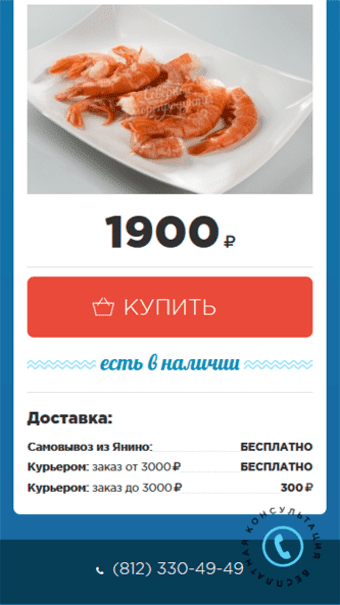 1900 ₽
КУПИТЬ
есть в наличии
Доставка:
Самовывоз из Янино: БЕСПЛАТНО
Курьером: заказ от 3000 ₽ БЕСПЛАТНО
Курьером: заказ до 3000 ₽ 300 ₽
БЕСПЛАТНАЯ КОНСУЛЬТАЦИЯ
(812) 330-49-49